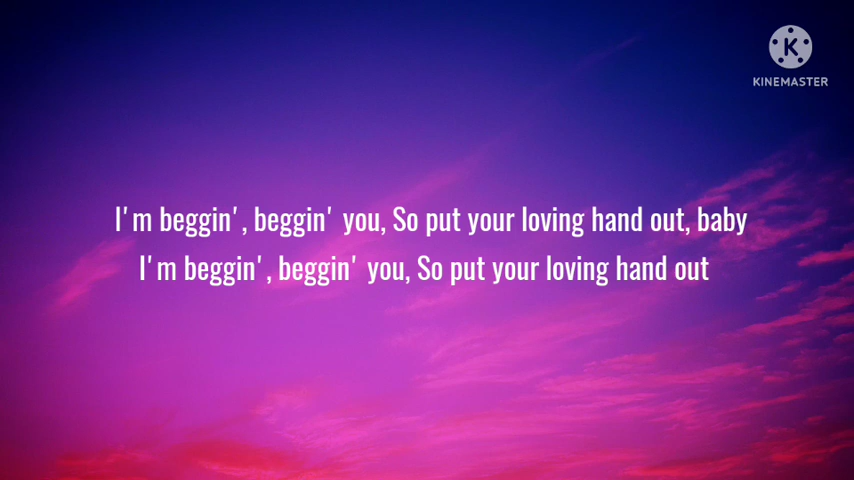 KINEMASTER
I'm beggin', beggin' you, So put your loving hand out, baby
I'm beggin', beggin' you, So put your loving hand out